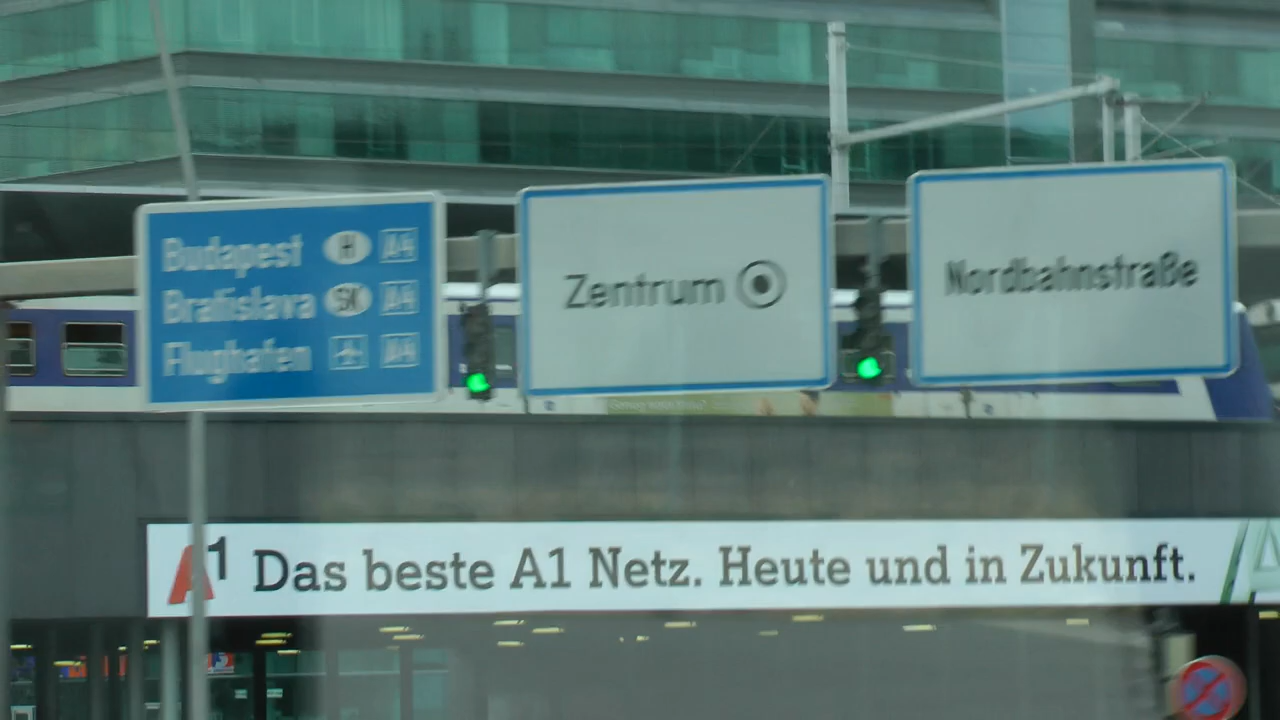 Budapest H A4
Bratislava SK A4
Flughafen A4
Zentrum
Nordbahnstraße
A1 Das beste A1 Netz. Heute und in Zukunft.